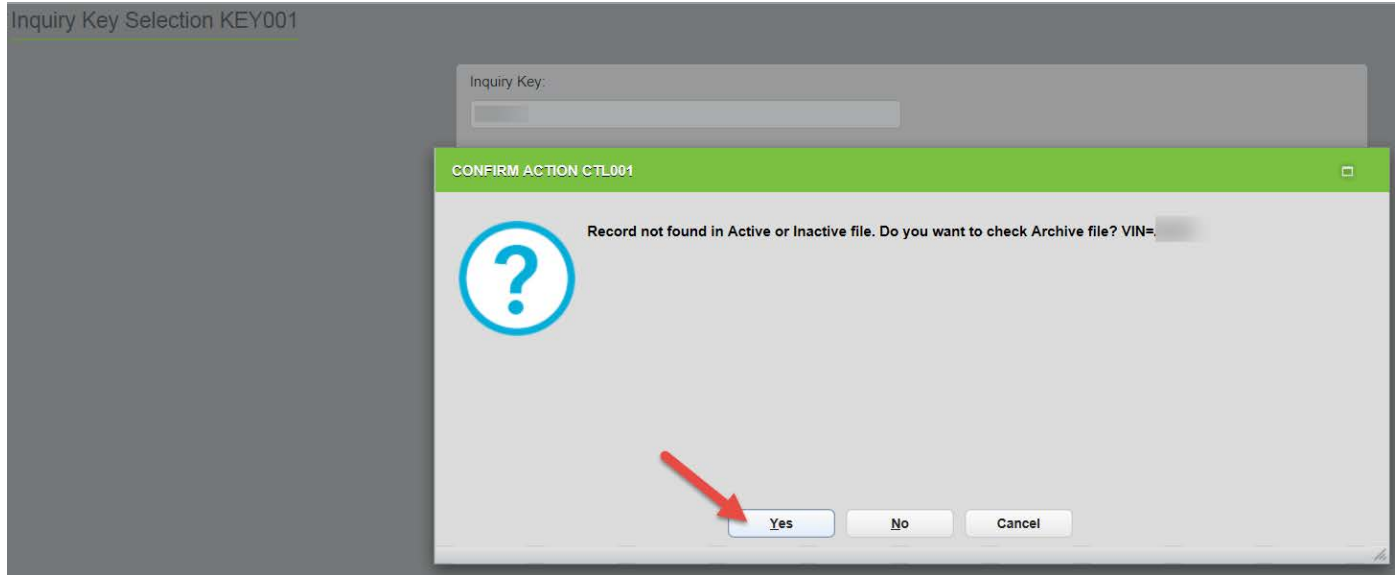 Inquiry Key Selection KEY001
Inquiry Key:
CONFIRM ACTION CTL001
?
Record not found in Active or Inactive file. Do you want to check Archive file? VIN=
Yes No Cancel